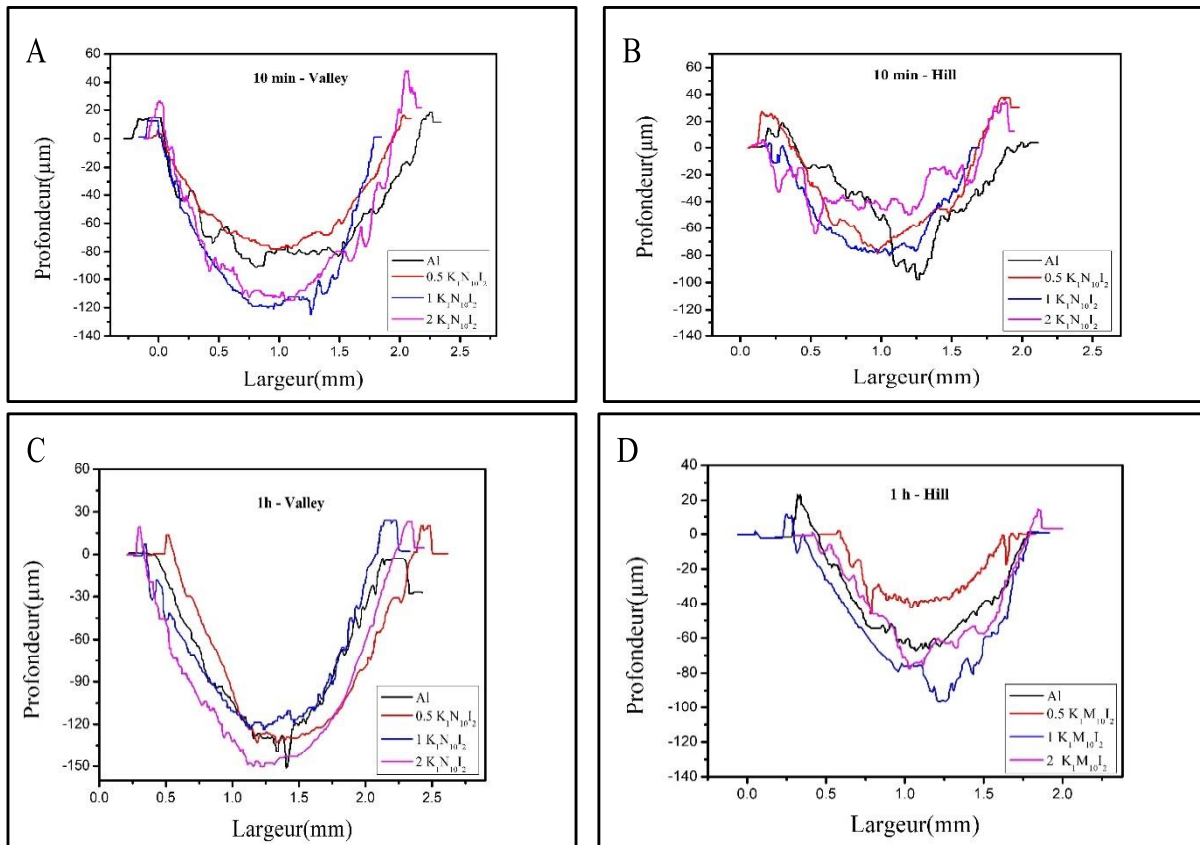 A
10 min - Valley
Profondeur(µm)
60
40
20
0
-20
-40
-60
-80
-100
-120
-140
0.0 0.5 1.0 1.5 2.0 2.5
Largeur(mm)
Al
0.5 K₁N₁₀I₂
1 K₁N₁₀I₂
2 K₁N₁₀I₂
B
10 min - Hill
Profondeur(µm)
60
40
20
0
-20
-40
-60
-80
-100
-120
-140
0.0 0.5 1.0 1.5 2.0 2.5
Largeur(mm)
Al
0.5 K₁N₁₀I₂
1 K₁N₁₀I₂
2 K₁N₁₀I₂
C
1h - Valley
Profondeur(µm)
60
30
0
-30
-60
-90
-120
-150
0.0 0.5 1.0 1.5 2.0 2.5
Largeur(mm)
Al
0.5 K₁N₁₀I₂
1 K₁N₁₀I₂
2 K₁N₁₀I₂
D
1 h - Hill
Profondeur(µm)
40
20
0
-20
-40
-60
-80
-100
-120
-140
0.0 0.5 1.0 1.5 2.0
Largeur(mm)
Al
0.5 K₁M₁₀I₂
1 K₁M₁₀I₂
2 K₁M₁₀I₂